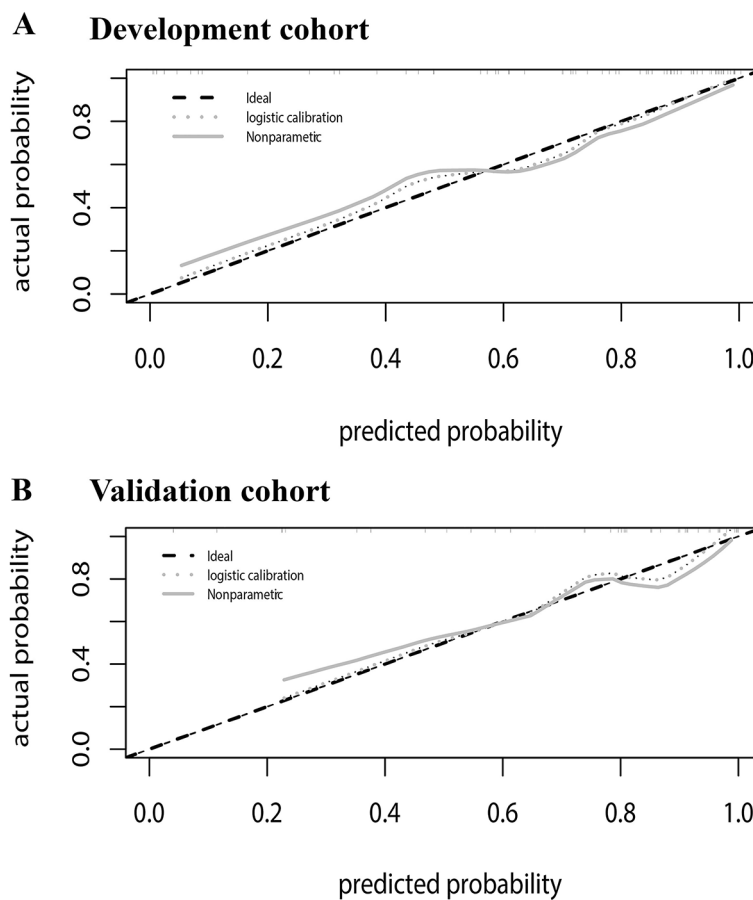 A Development cohort
Ideal
logistic calibration
Nonparametic
actual probability
0.8
0.4
0.0
0.0 0.2 0.4 0.6 0.8 1.0
predicted probability
B Validation cohort
Ideal
logistic calibration
Nonparametic
actual probability
0.8
0.4
0.0
0.0 0.2 0.4 0.6 0.8 1.0
predicted probability